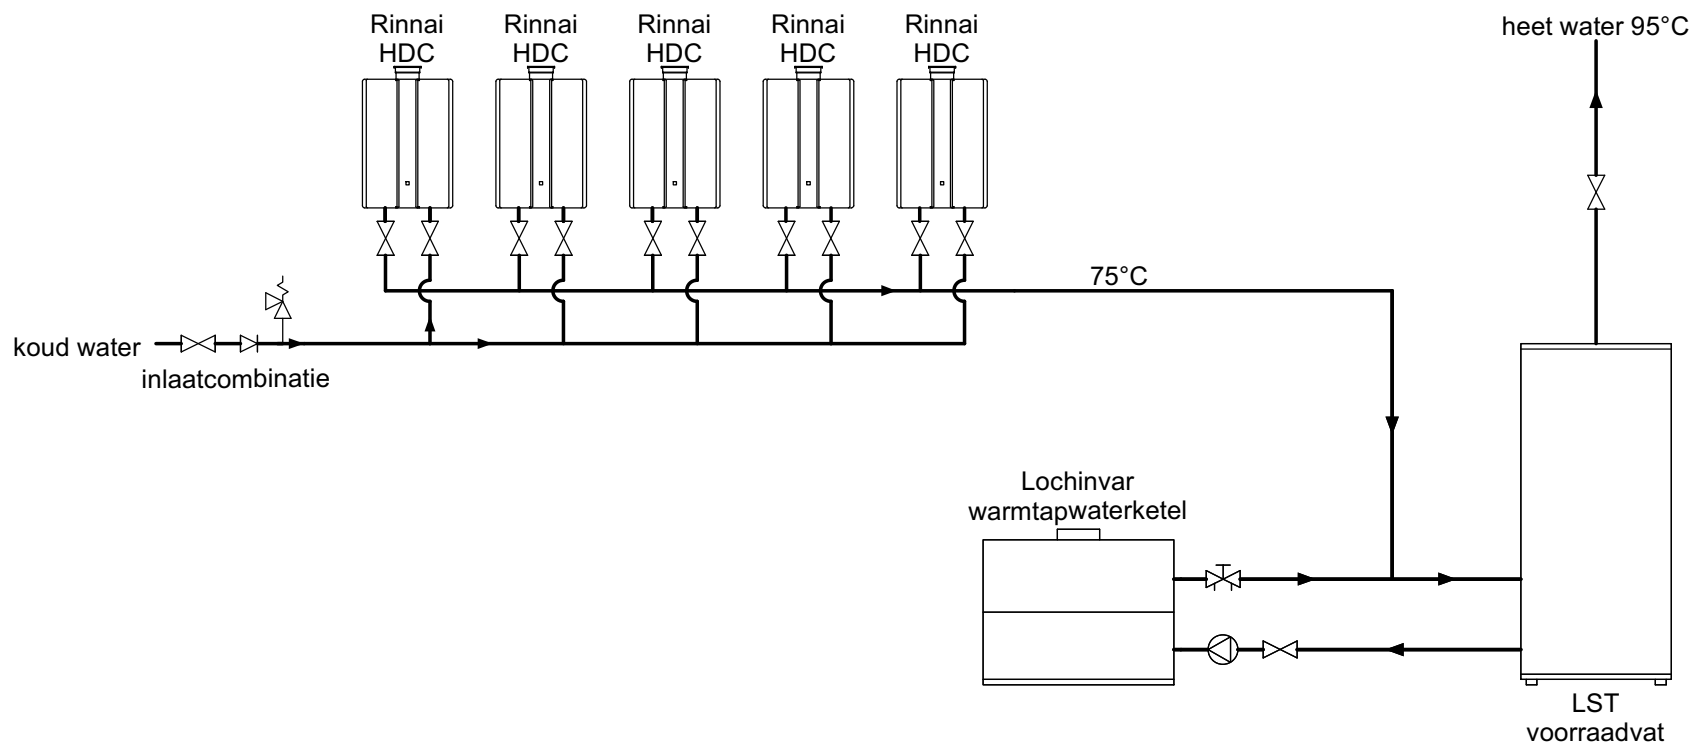 Rinnai
HDC
Rinnai
HDC
Rinnai
HDC
Rinnai
HDC
Rinnai
HDC
heet water 95°C
75°C
koud water
inlaatcombinatie
Lochinvar
warmtapwaterketel
LST
voorraadvat